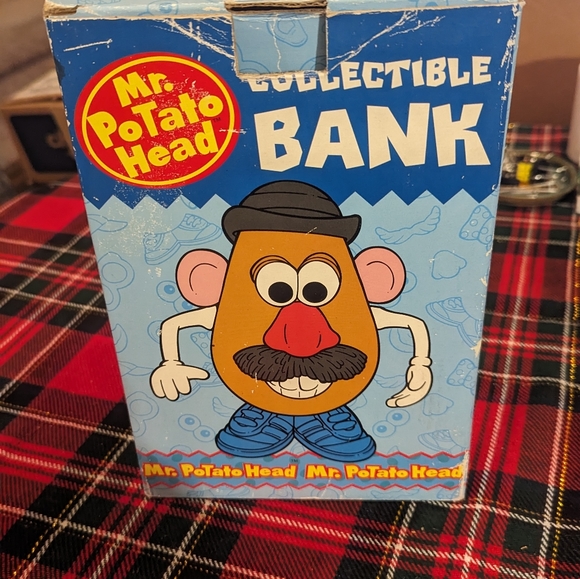 Mr.
PoTaTo
Head
COLLECTIBLE
BANK
Mr. PoTaTo Head Mr. PoTaTo Head